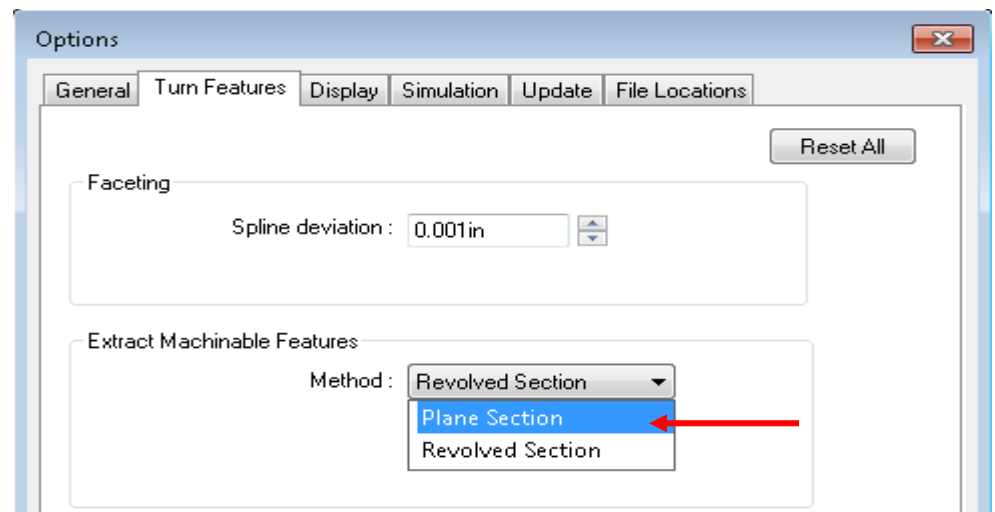 Options
General Turn Features Display Simulation Update File Locations
Reset All
Faceting
Spline deviation : 0.001in
Extract Machinable Features
Method : Revolved Section
Plane Section
Revolved Section